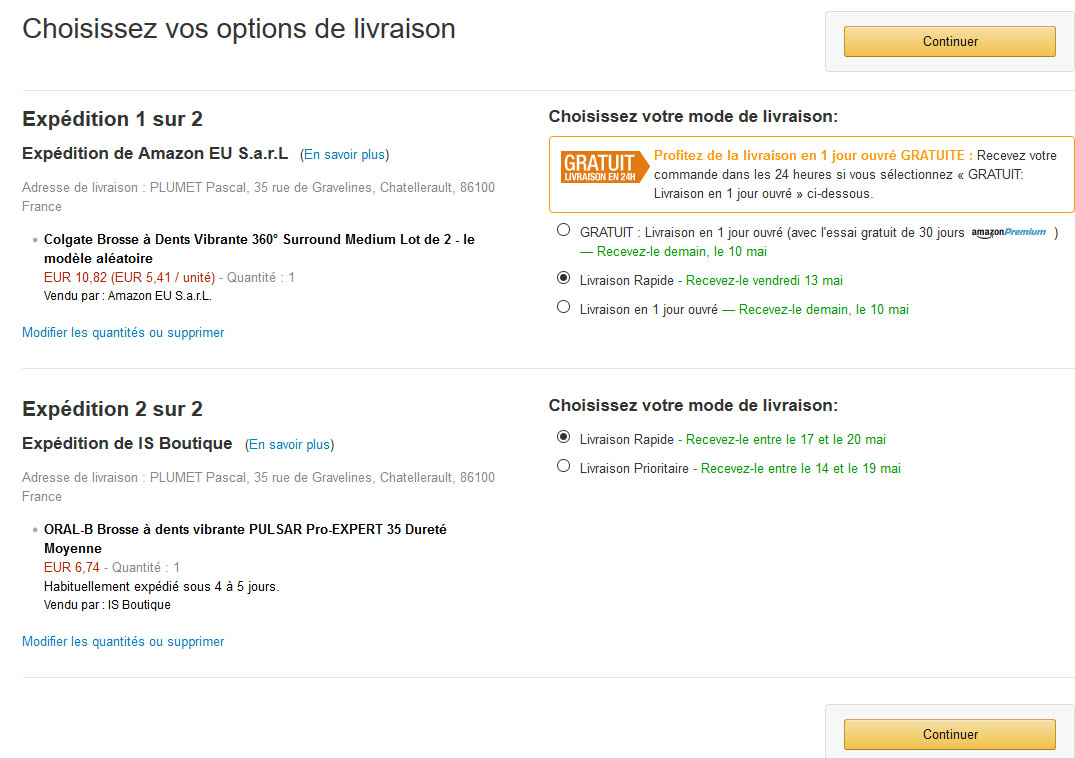 Choisissez vos options de livraison
Continuer
Expédition 1 sur 2
Expédition de Amazon EU S.a.r.L (En savoir plus)
Adresse de livraison : PLUMET Pascal, 35 rue de Gravelines, Chatellerault, 86100
France
Colgate Brosse à Dents Vibrante 360° Surround Medium Lot de 2 - le
modèle aléatoire
EUR 10,82 (EUR 5,41 / unité) - Quantité : 1
Vendu par : Amazon EU S.a.r.L.
Modifier les quantités ou supprimer
Choisissez votre mode de livraison:
GRATUIT
LIVRAISON EN 24H
Profitez de la livraison en 1 jour ouvré GRATUITE : Recevez votre
commande dans les 24 heures si vous sélectionnez « GRATUIT:
Livraison en 1 jour ouvré » ci-dessous.
GRATUIT : Livraison en 1 jour ouvré (avec l'essai gratuit de 30 jours amazonPremium )
— Recevez-le demain, le 10 mai
Livraison Rapide - Recevez-le vendredi 13 mai
Livraison en 1 jour ouvré — Recevez-le demain, le 10 mai
Expédition 2 sur 2
Expédition de IS Boutique (En savoir plus)
Adresse de livraison : PLUMET Pascal, 35 rue de Gravelines, Chatellerault, 86100
France
ORAL-B Brosse à dents vibrante PULSAR Pro-EXPERT 35 Dureté
Moyenne
EUR 6,74 - Quantité : 1
Habituellement expédié sous 4 à 5 jours.
Vendu par : IS Boutique
Modifier les quantités ou supprimer
Choisissez votre mode de livraison:
Livraison Rapide - Recevez-le entre le 17 et le 20 mai
Livraison Prioritaire - Recevez-le entre le 14 et le 19 mai
Continuer